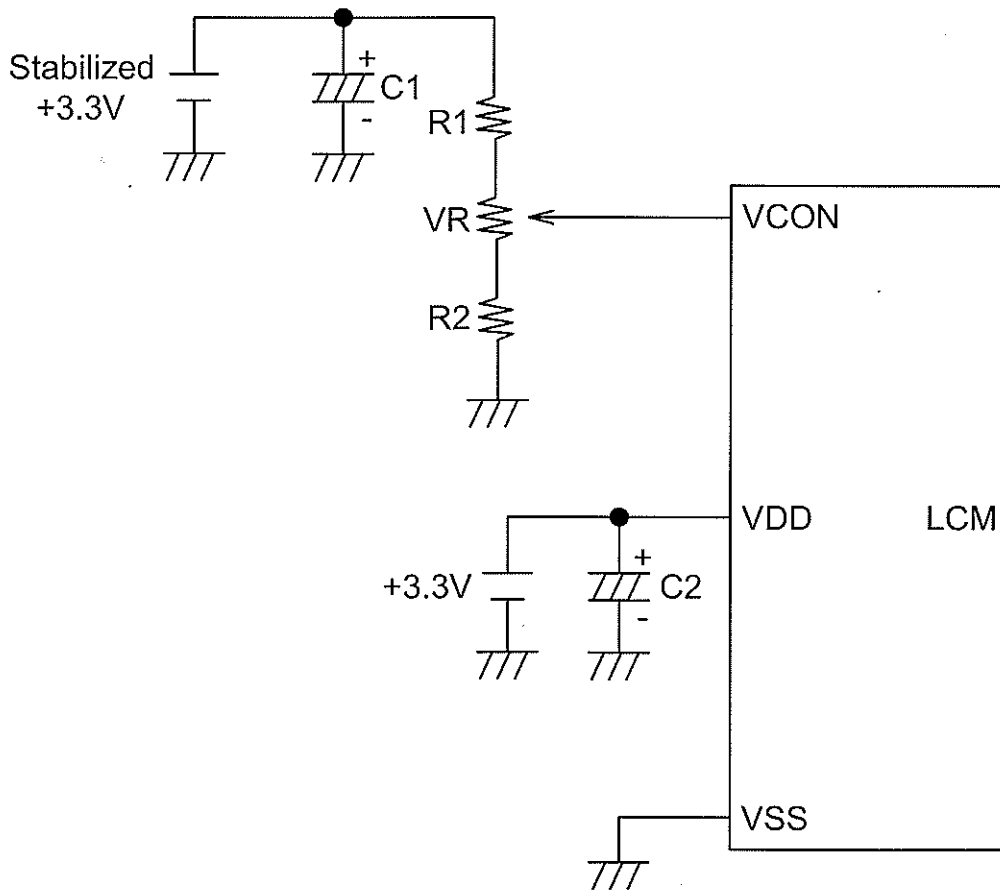 Stabilized
+3.3V
+
C1
-
R1
VR
VCON
R2
VDD
LCM
+3.3V
+
C2
-
VSS